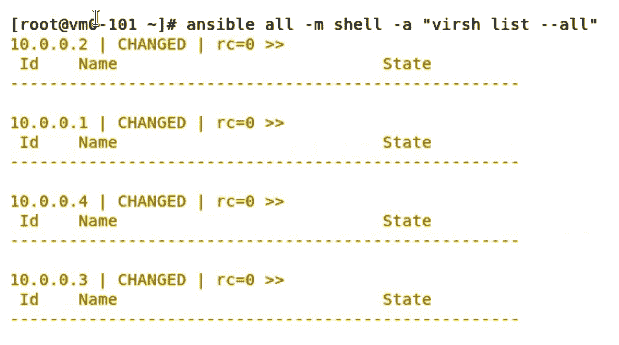 [root@vm0-101 ~]# ansible all -m shell -a "virsh list --all"
10.0.0.2 | CHANGED | rc=0 >>
Id    Name                           State
----------------------------------------------------
10.0.0.1 | CHANGED | rc=0 >>
Id    Name                           State
----------------------------------------------------
10.0.0.4 | CHANGED | rc=0 >>
Id    Name                           State
----------------------------------------------------
10.0.0.3 | CHANGED | rc=0 >>
Id    Name                           State
----------------------------------------------------